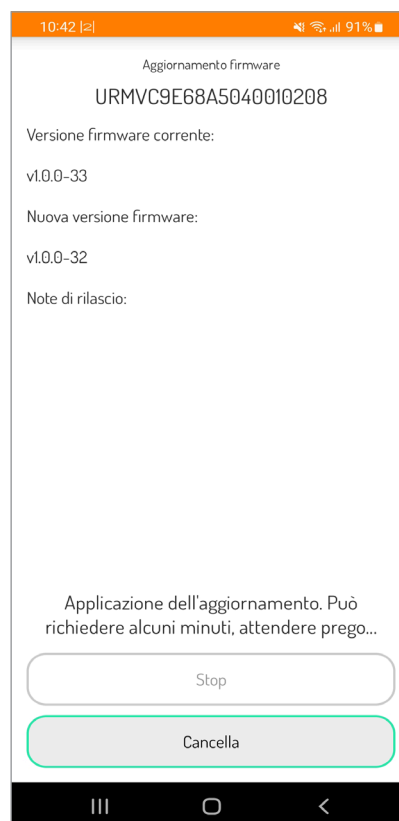 10:42 |2| 91%
Aggiornamento firmware
URMVC9E68A5040010208
Versione firmware corrente:
v1.0.0-33
Nuova versione firmware:
v1.0.0-32
Note di rilascio:
Applicazione dell'aggiornamento. Può
richiedere alcuni minuti, attendere prego...
Stop
Cancella